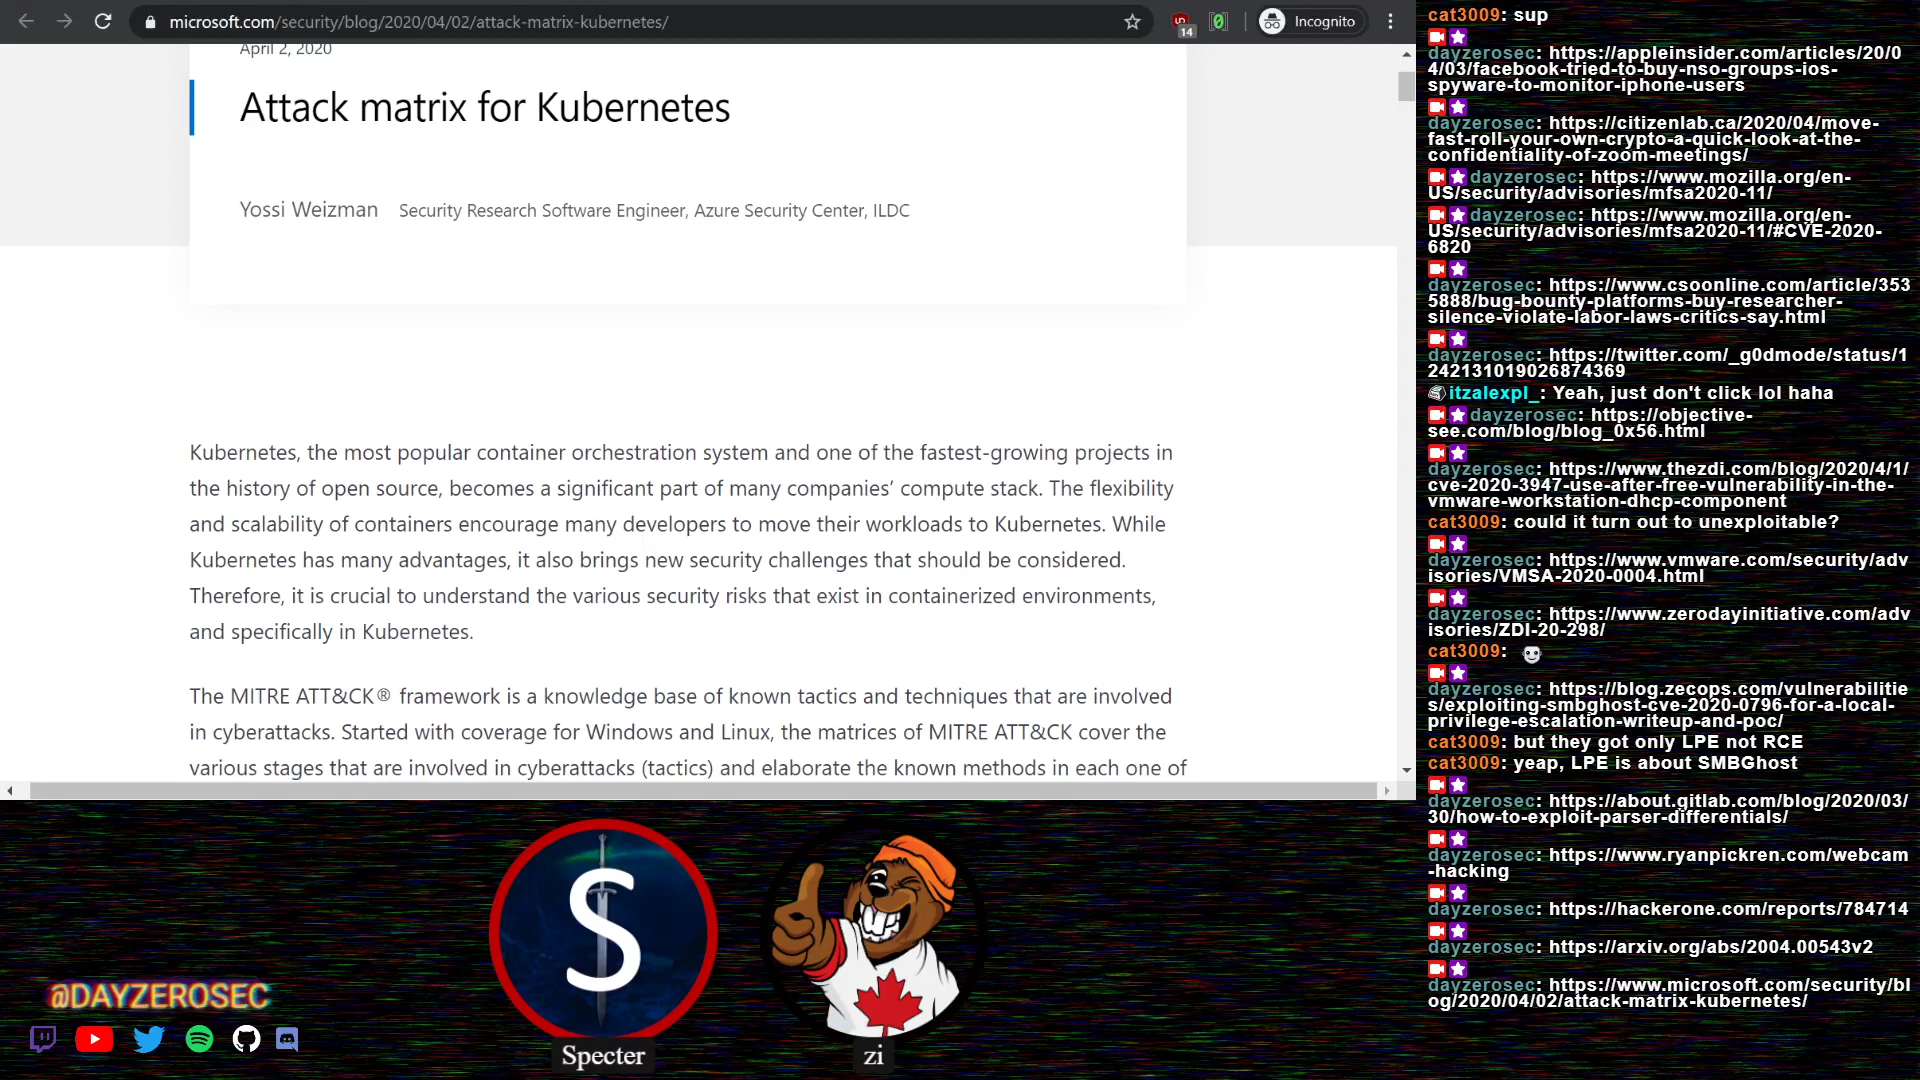 microsoft.com/security/blog/2020/04/02/attack-matrix-kubernetes/
14
Incognito
April 2, 2020
Attack matrix for Kubernetes
Yossi Weizman Security Research Software Engineer, Azure Security Center, ILDC
Kubernetes, the most popular container orchestration system and one of the fastest-growing projects in
the history of open source, becomes a significant part of many companies’ compute stack. The flexibility
and scalability of containers encourage many developers to move their workloads to Kubernetes. While
Kubernetes has many advantages, it also brings new security challenges that should be considered.
Therefore, it is crucial to understand the various security risks that exist in containerized environments,
and specifically in Kubernetes.
The MITRE ATT&CK® framework is a knowledge base of known tactics and techniques that are involved
in cyberattacks. Started with coverage for Windows and Linux, the matrices of MITRE ATT&CK cover the
various stages that are involved in cyberattacks (tactics) and elaborate the known methods in each one of
cat3009: sup
dayzerosec: https://appleinsider.com/articles/20/0
4/03/facebook-tried-to-buy-nso-groups-ios-
spyware-to-monitor-iphone-users
dayzerosec: https://citizenlab.ca/2020/04/move-
fast-roll-your-own-crypto-a-quick-look-at-the-
confidentiality-of-zoom-meetings/
dayzerosec: https://www.mozilla.org/en-
US/security/advisories/mfsa2020-11/
dayzerosec: https://www.mozilla.org/en-
US/security/advisories/mfsa2020-11/#CVE-2020-
6820
dayzerosec: https://www.csoonline.com/article/353
5888/bug-bounty-platforms-buy-researcher-
silence-violate-labor-laws-critics-say.html
dayzerosec: https://twitter.com/_g0dmode/status/1
242131019026874369
itzalexpl_: Yeah, just don't click lol haha
dayzerosec: https://objective-
see.com/blog/blog_0x56.html
dayzerosec: https://www.thezdi.com/blog/2020/4/1/
cve-2020-3947-use-after-free-vulnerability-in-the-
vmware-workstation-dhcp-component
cat3009: could it turn out to unexploitable?
dayzerosec: https://www.vmware.com/security/adv
isories/VMSA-2020-0004.html
dayzerosec: https://www.zerodayinitiative.com/adv
isories/ZDI-20-298/
cat3009:
dayzerosec: https://blog.zecops.com/vulnerabilitie
s/exploiting-smbghost-cve-2020-0796-for-a-local-
privilege-escalation-writeup-and-poc/
cat3009: but they got only LPE not RCE
cat3009: yeap, LPE is about SMBGhost
dayzerosec: https://about.gitlab.com/blog/2020/03/
30/how-to-exploit-parser-differentials/
dayzerosec: https://www.ryanpickren.com/webcam
-hacking
dayzerosec: https://hackerone.com/reports/784714
dayzerosec: https://arxiv.org/abs/2004.00543v2
dayzerosec: https://www.microsoft.com/security/bl
og/2020/04/02/attack-matrix-kubernetes/
@DAYZEROSEC
S
Specter
zi